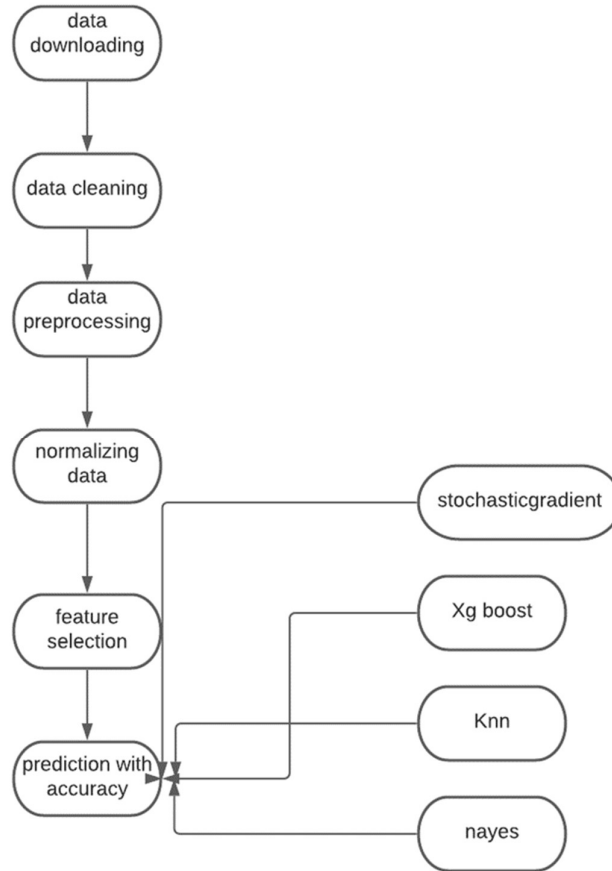 data
downloading
data cleaning
data
preprocessing
normalizing
data
stochasticgradient
Xg boost
feature
selection
Knn
prediction with
accuracy
nayes